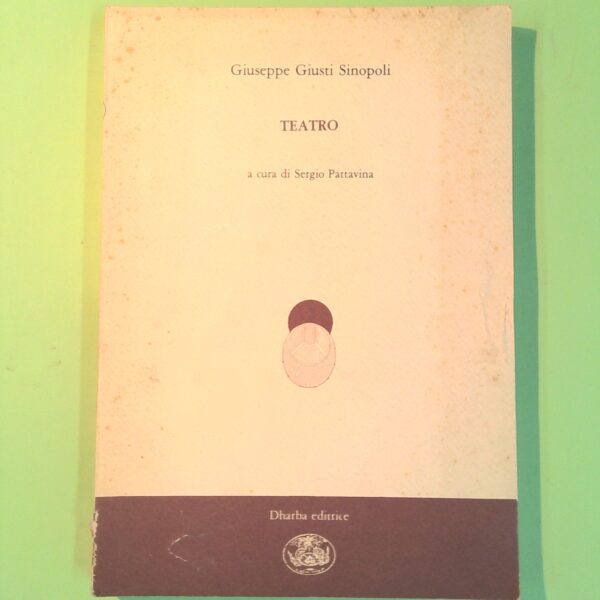 Giuseppe Giusti Sinopoli
TEATRO
a cura di Sergio Pattavina
Dharba editrice